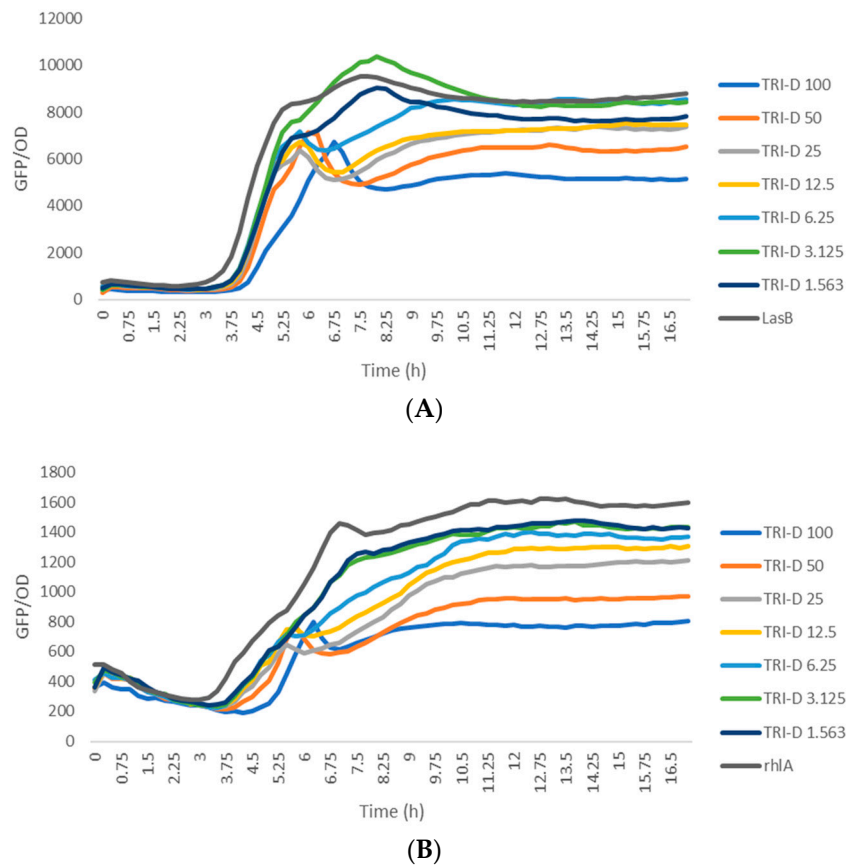 12000
10000
8000
6000
4000
2000
0
GFP/OD
0 0.75 1.5 2.25 3 3.75 4.5 5.25 6 6.75 7.5 8.25 9 9.75 10.5 11.25 12 12.75 13.5 14.25 15 15.75 16.5
Time (h)
TRI-D 100
TRI-D 50
TRI-D 25
TRI-D 12.5
TRI-D 6.25
TRI-D 3.125
TRI-D 1.563
LasB
(A)
1800
1600
1400
1200
1000
800
600
400
200
0
GFP/OD
0 0.75 1.5 2.25 3 3.75 4.5 5.25 6 6.75 7.5 8.25 9 9.75 10.5 11.25 12 12.75 13.5 14.25 15 15.75 16.5
Time (h)
TRI-D 100
TRI-D 50
TRI-D 25
TRI-D 12.5
TRI-D 6.25
TRI-D 3.125
TRI-D 1.563
rhlA
(B)